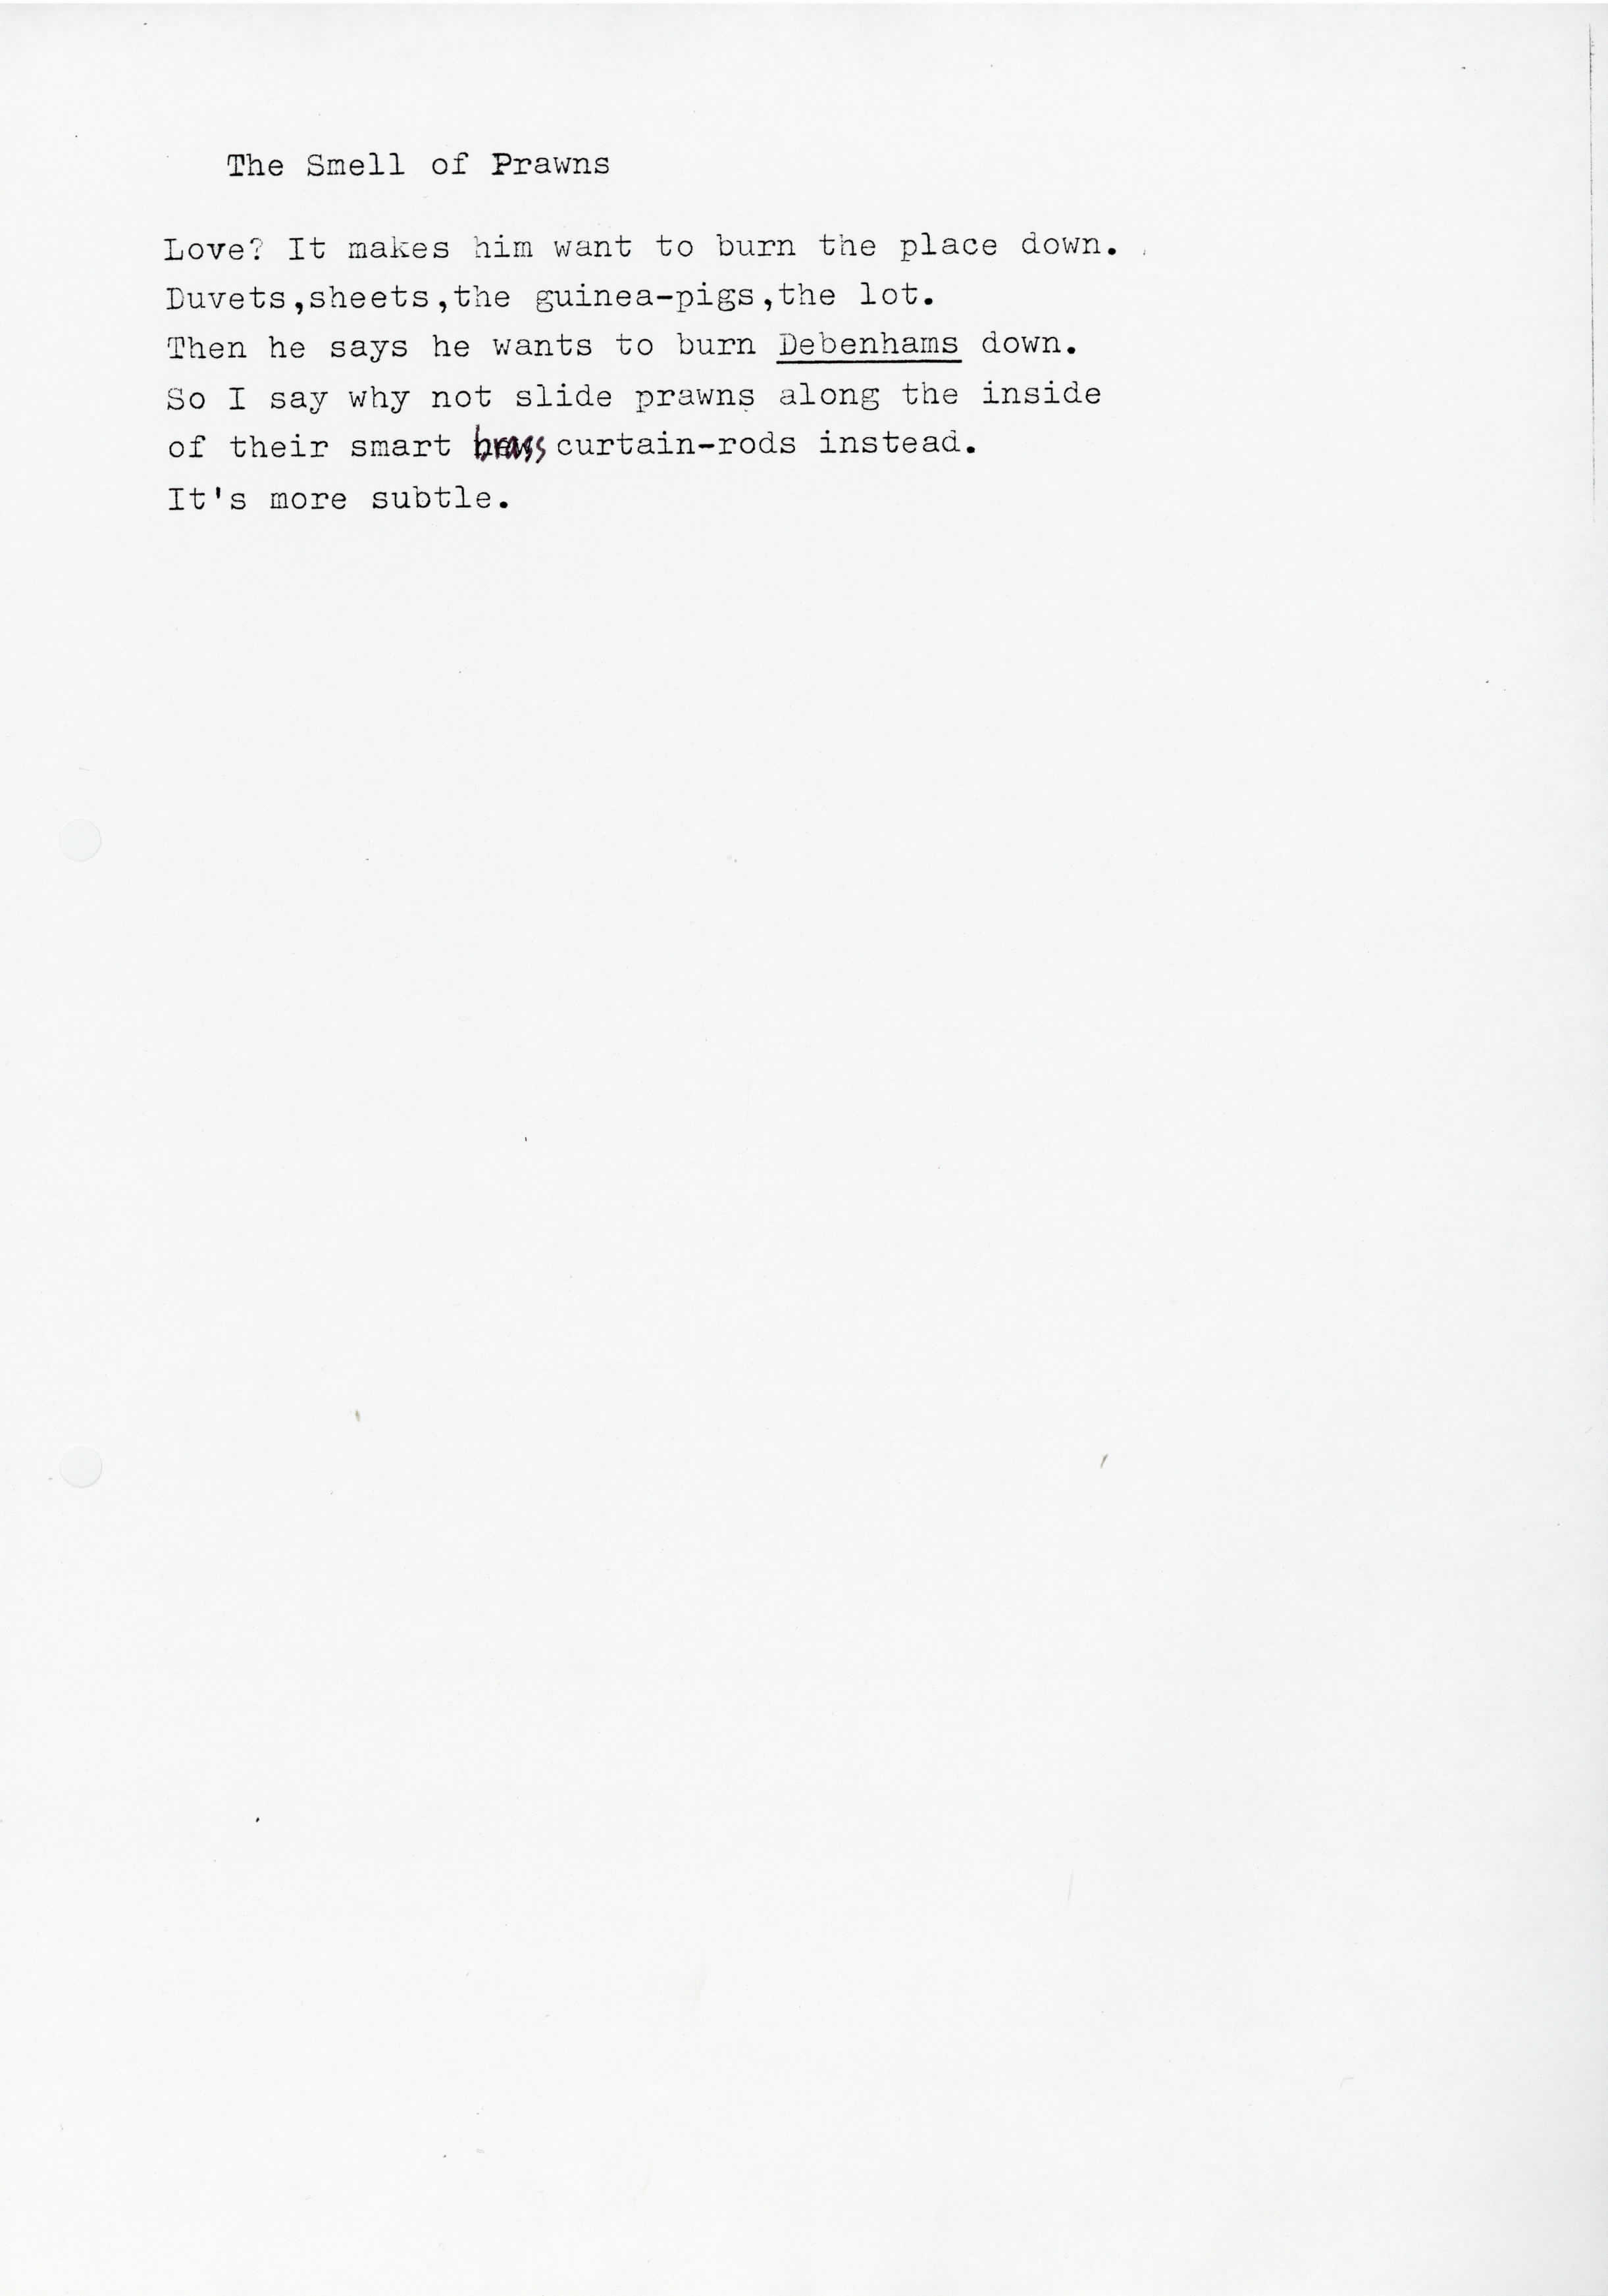 The Smell of Prawns
Love? It makes him want to burn the place down.
Duvets,sheets,the guinea-pigs,the lot.
Then he says he wants to burn Debenhams down.
So I say why not slide prawns along the inside
of their smart brass curtain-rods instead.
It's more subtle.